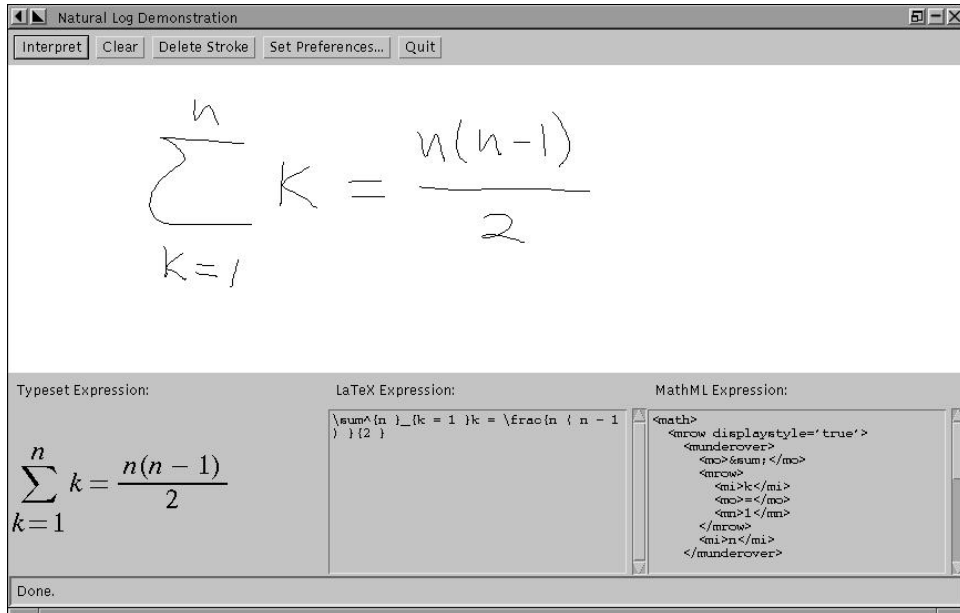 Natural Log Demonstration
Interpret Clear Delete Stroke Set Preferences... Quit
n
∑ K = n(n-1)
2
k=1
Typeset Expression:
n
∑ k = n(n − 1)
2
k=1
LaTeX Expression:
\sum^{n }_{k = 1 }k = \frac{n ( n - 1
) }{2 }
MathML Expression:
<math>
<mrow displaystyle='true'>
<munderover>
<mo>&sum;</mo>
<mrow>
<mi>k</mi>
<mo>=</mo>
<mn>1</mn>
</mrow>
<mi>n</mi>
</munderover>
Done.